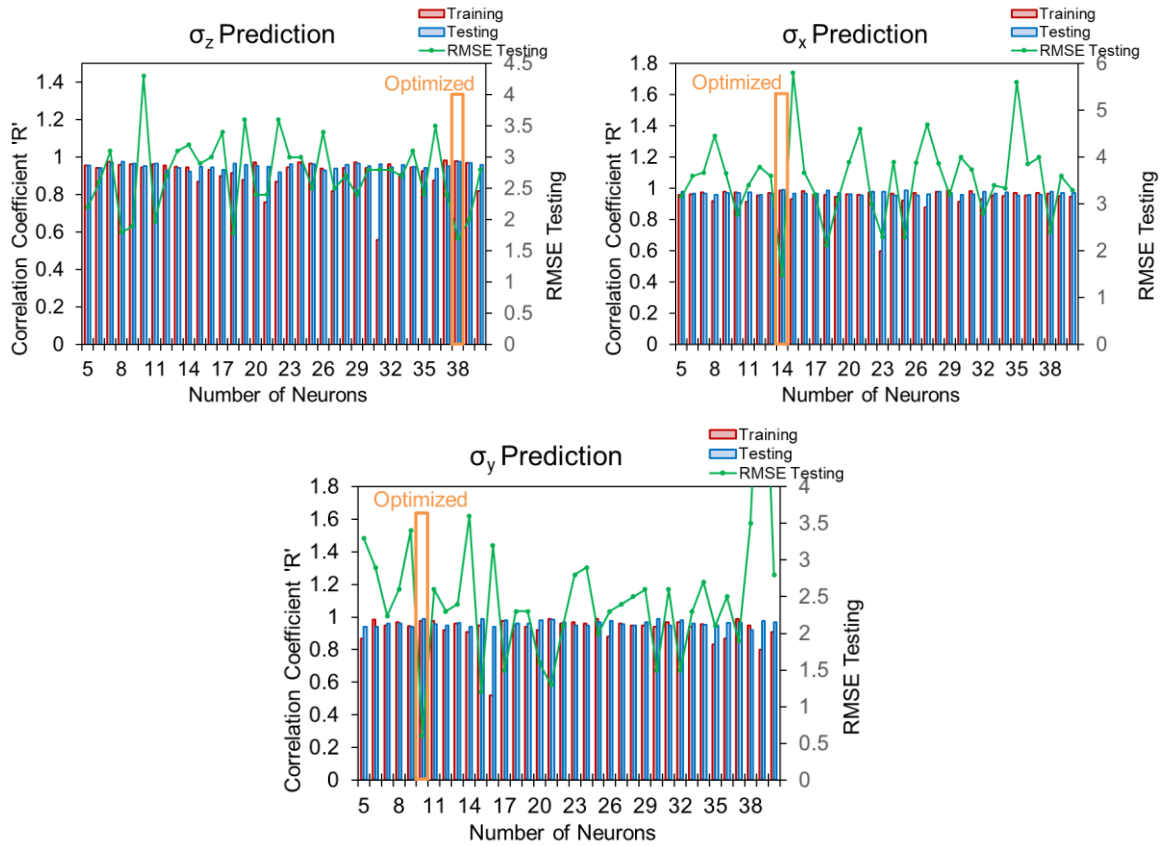 σz Prediction
Training
Testing
RMSE Testing
Optimized
Correlation Coefficient 'R'
1.4
1.2
1
0.8
0.6
0.4
0.2
0
4.5
4
3.5
3
2.5
2
1.5
1
0.5
0
RMSE Testing
5 8 11 14 17 20 23 26 29 32 35 38
Number of Neurons
σx Prediction
Training
Testing
RMSE Testing
Optimized
Correlation Coefficient 'R'
1.8
1.6
1.4
1.2
1
0.8
0.6
0.4
0.2
0
6
5
4
3
2
1
0
RMSE Testing
5 8 11 14 17 20 23 26 29 32 35 38
Number of Neurons
σy Prediction
Training
Testing
RMSE Testing
Optimized
Correlation Coefficient 'R'
1.8
1.6
1.4
1.2
1
0.8
0.6
0.4
0.2
0
4
3.5
3
2.5
2
1.5
1
0.5
0
RMSE Testing
5 8 11 14 17 20 23 26 29 32 35 38
Number of Neurons